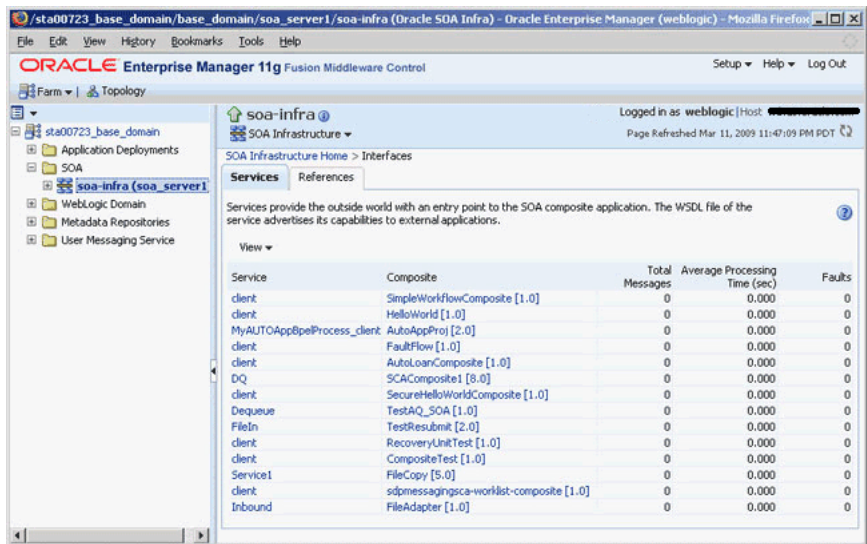 /sta00723_base_domain/base_domain/soa_server1/soa-infra (Oracle SOA Infra) - Oracle Enterprise Manager (weblogic) - Mozilla Firefox
File Edit View History Bookmarks Tools Help
ORACLE Enterprise Manager 11g Fusion Middleware Control
Setup Help Log Out
Farm Topology
sta00723_base_domain
Application Deployments
SOA
soa-infra (soa_server1
WebLogic Domain
Metadata Repositories
User Messaging Service
soa-infra
SOA Infrastructure
Logged in as weblogic|Host
Page Refreshed Mar 11, 2009 11:47:09 PM PDT
SOA Infrastructure Home > Interfaces
Services References
Services provide the outside world with an entry point to the SOA composite application. The WSDL file of the
service advertises its capabilities to external applications.
View
Service Composite Total Messages Average Processing Time (sec) Faults
client SimpleWorkflowComposite [1.0] 0 0.000 0
client HelloWorld [1.0] 0 0.000 0
MyAUTOAppBpelProcess_client AutoAppProj [2.0] 0 0.000 0
client FaultFlow [1.0] 0 0.000 0
client AutoLoanComposite [1.0] 0 0.000 0
DQ SCAComposite1 [8.0] 0 0.000 0
client SecureHelloWorldComposite [1.0] 0 0.000 0
Dequeue TestAQ_SOA [1.0] 0 0.000 0
FileIn TestResubmit [2.0] 0 0.000 0
client RecoveryUnitTest [1.0] 0 0.000 0
client CompositeTest [1.0] 0 0.000 0
Service1 FileCopy [5.0] 0 0.000 0
client sdpmessagingsca-worklist-composite [1.0] 0 0.000 0
Inbound FileAdapter [1.0] 0 0.000 0